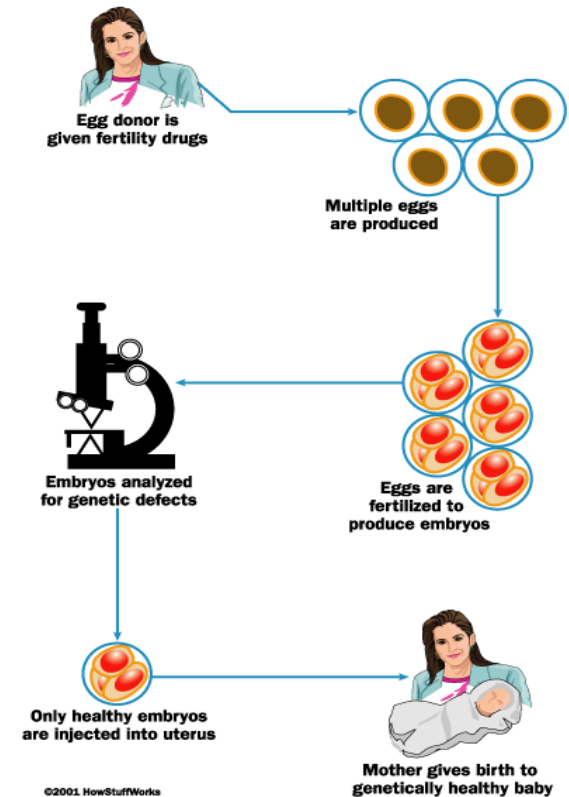 Egg donor is
given fertility drugs
Multiple eggs
are produced
Eggs are
fertilized to
produce embryos
Embryos analyzed
for genetic defects
Only healthy embryos
are injected into uterus
Mother gives birth to
genetically healthy baby
©2001 HowStuffWorks